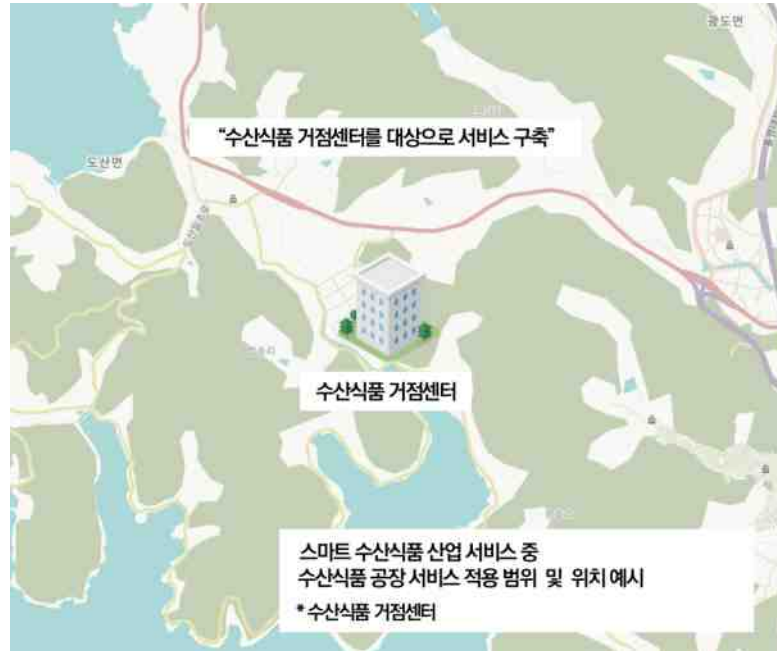 광도면
"수산식품 거점센터를 대상으로 서비스 구축"
도산면
수산식품 거점센터
스마트 수산식품 산업 서비스 중
수산식품 공장 서비스 적용 범위 및 위치 예시
* 수산식품 거점센터